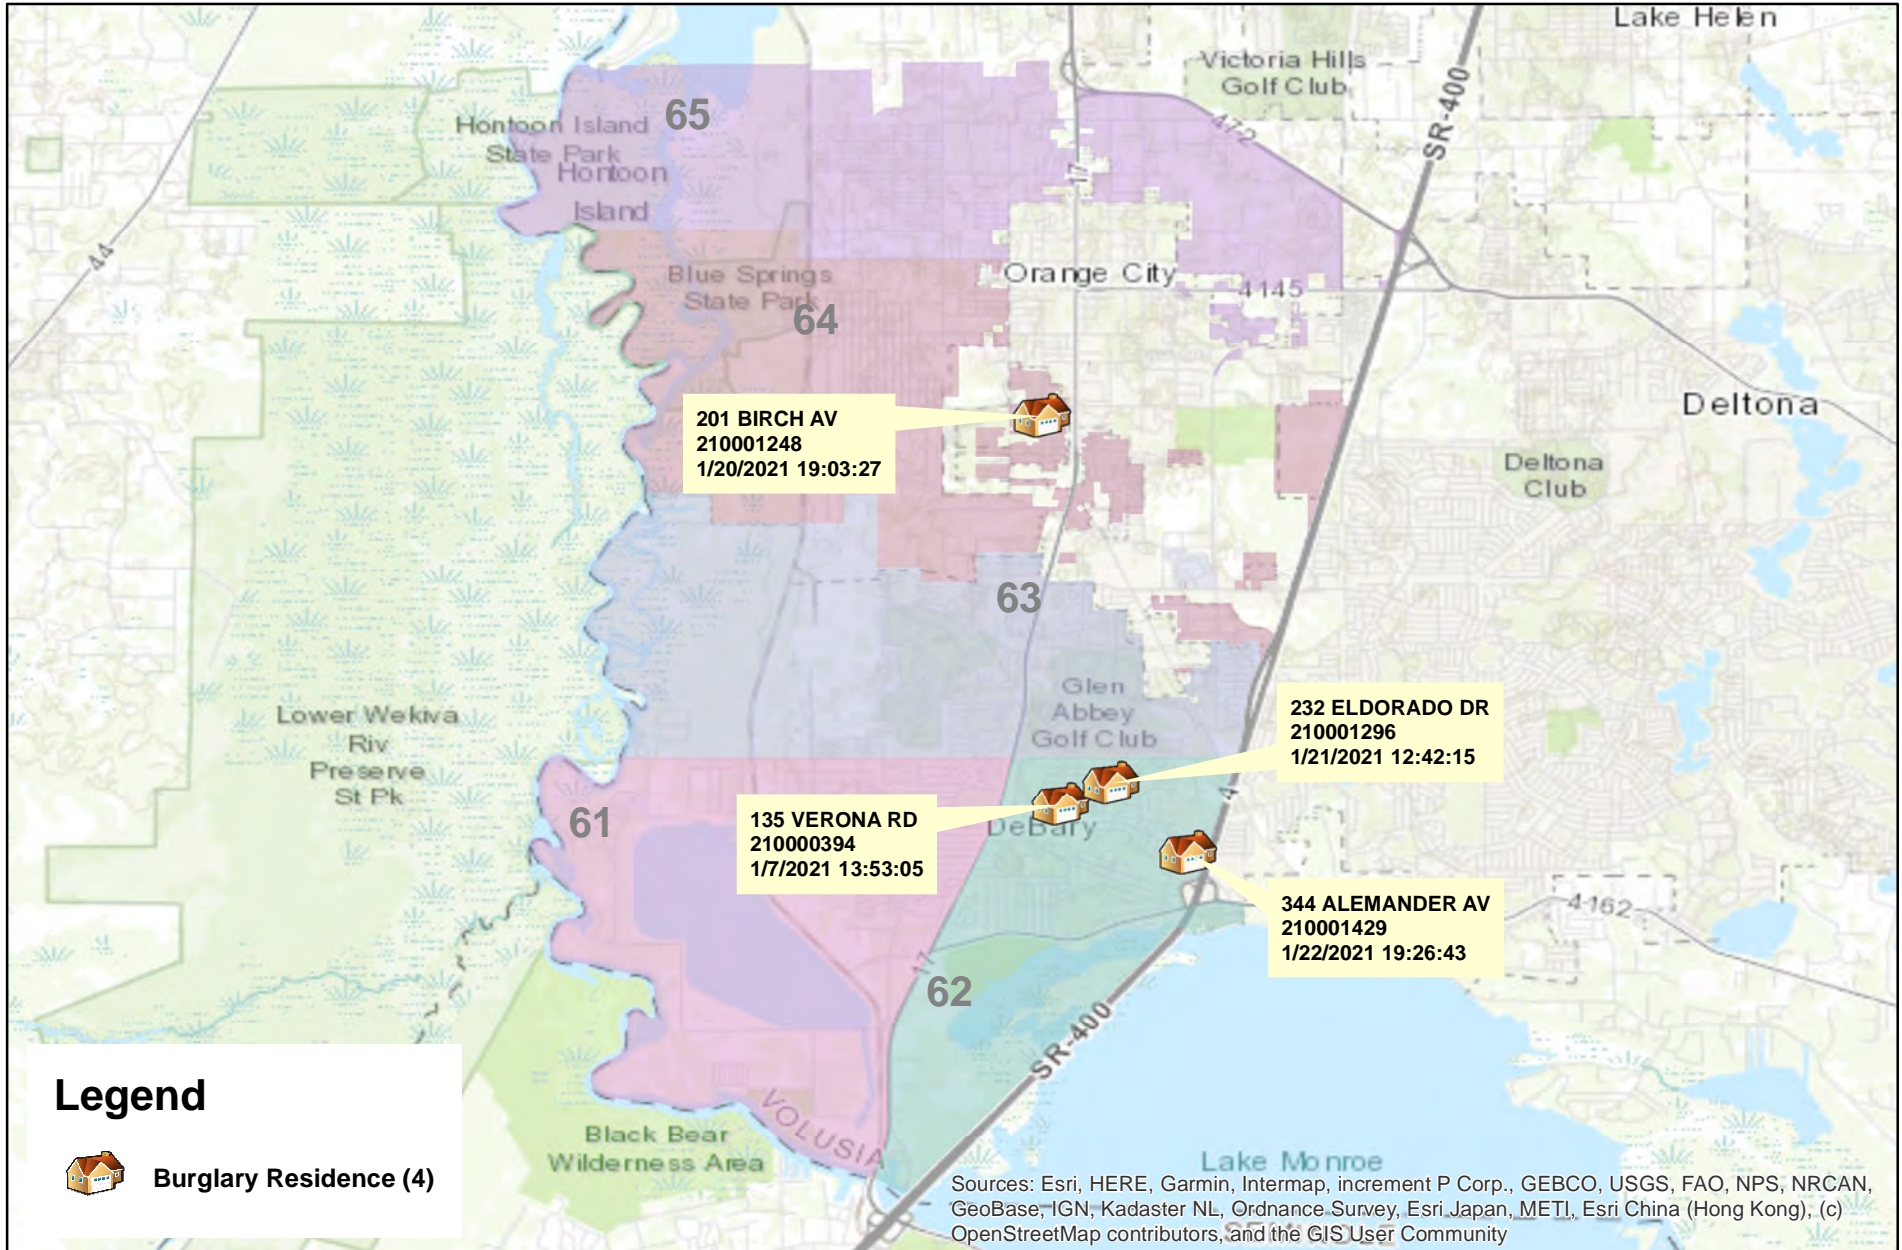 Lake Helen
Victoria Hills
Golf Club
SR-400
472
65
Hontoon Island
State Park
Hontoon
Island
17
44
Blue Springs
State Park
64
Orange City
4145
Deltona
201 BIRCH AV
210001248
1/20/2021 19:03:27
Deltona
Club
63
Glen
Abbey
Golf Club
232 ELDORADO DR
210001296
1/21/2021 12:42:15
Lower Wekiva
Riv
Preserve
St Pk
61
135 VERONA RD
210000394
1/7/2021 13:53:05
DeBary
4
344 ALEMANDER AV
210001429
1/22/2021 19:26:43
4162
17
62
SR-400
VOLUSIA
Black Bear
Wilderness Area
Lake Monroe
SEMINOLE
Legend
Burglary Residence (4)
Sources: Esri, HERE, Garmin, Intermap, increment P Corp., GEBCO, USGS, FAO, NPS, NRCAN,
GeoBase, IGN, Kadaster NL, Ordnance Survey, Esri Japan, METI, Esri China (Hong Kong), (c)
OpenStreetMap contributors, and the GIS User Community